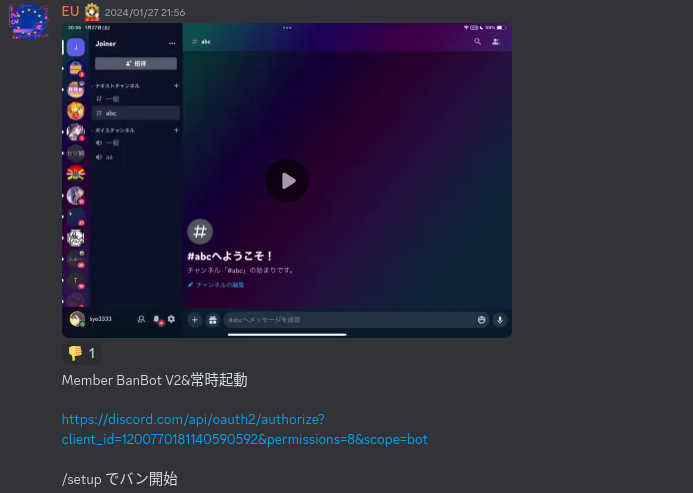 EU 2024/01/27 21:56
20:55 1月27日(土)
59%
J
Joiner
# abc
招待
テキストチャンネル
# 一般
# abc
ボイスチャンネル
一般
aa
#
#abcへようこそ！
チャンネル「#abc」の始まりです。
チャンネルの編集
syo3333
#abcへメッセージを送信
👎 1
Member BanBot V2&常時起動
https://discord.com/api/oauth2/authorize?
client_id=1200770181140590592&permissions=8&scope=bot
/setup でバン開始